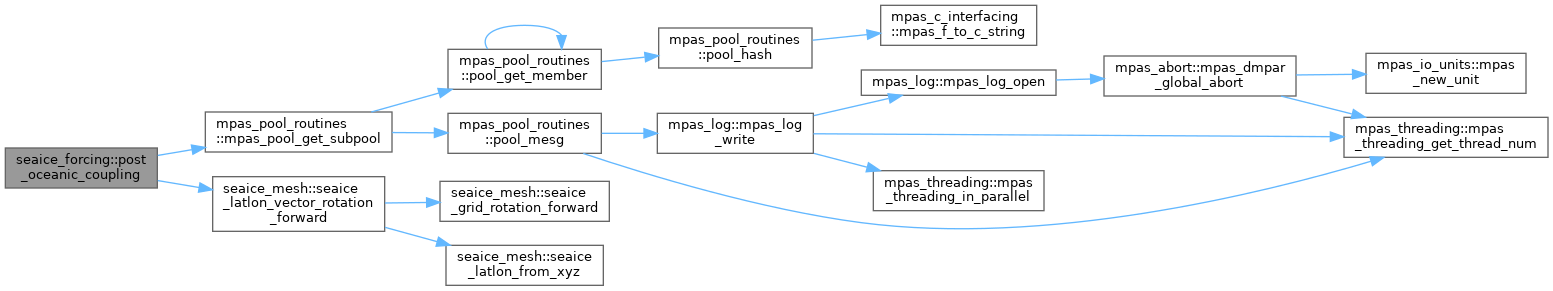 seaice_forcing::post
_oceanic_coupling
mpas_pool_routines
::mpas_pool_get_subpool
seaice_mesh::seaice
_latlon_vector_rotation
_forward
mpas_pool_routines
::pool_get_member
mpas_pool_routines
::pool_mesg
seaice_mesh::seaice
_grid_rotation_forward
seaice_mesh::seaice
_latlon_from_xyz
mpas_pool_routines
::pool_hash
mpas_log::mpas_log
_write
mpas_c_interfacing
::mpas_f_to_c_string
mpas_log::mpas_log_open
mpas_threading::mpas
_threading_in_parallel
mpas_abort::mpas_dmpar
_global_abort
mpas_io_units::mpas
_new_unit
mpas_threading::mpas
_threading_get_thread_num